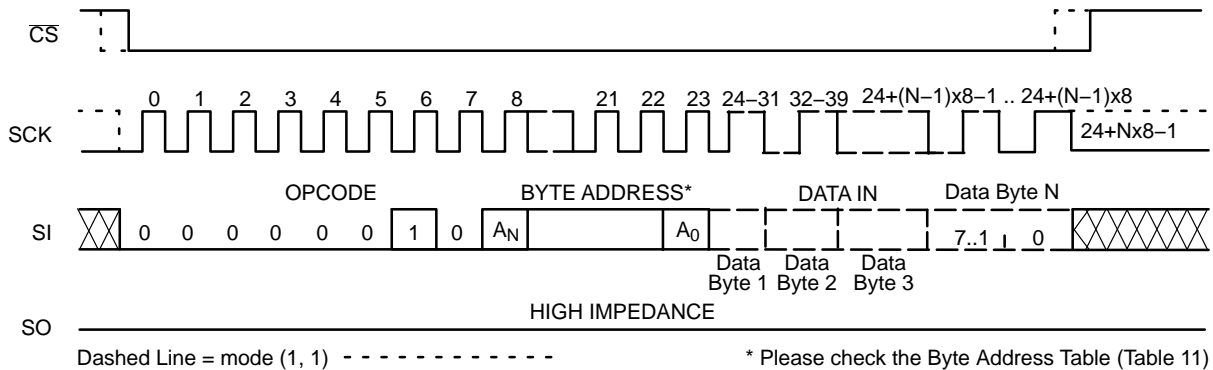 CS
0 1 2 3 4 5 6 7 8 21 22 23 24–31 32–39 24+(N–1)x8–1 .. 24+(N–1)x8
SCK
24+Nx8–1
OPCODE BYTE ADDRESS* DATA IN Data Byte N
SI 0 0 0 0 0 0 1 0 AN A0 7..1 0
Data Byte 1 Data Byte 2 Data Byte 3
HIGH IMPEDANCE
SO
Dashed Line = mode (1, 1) * Please check the Byte Address Table (Table 11)